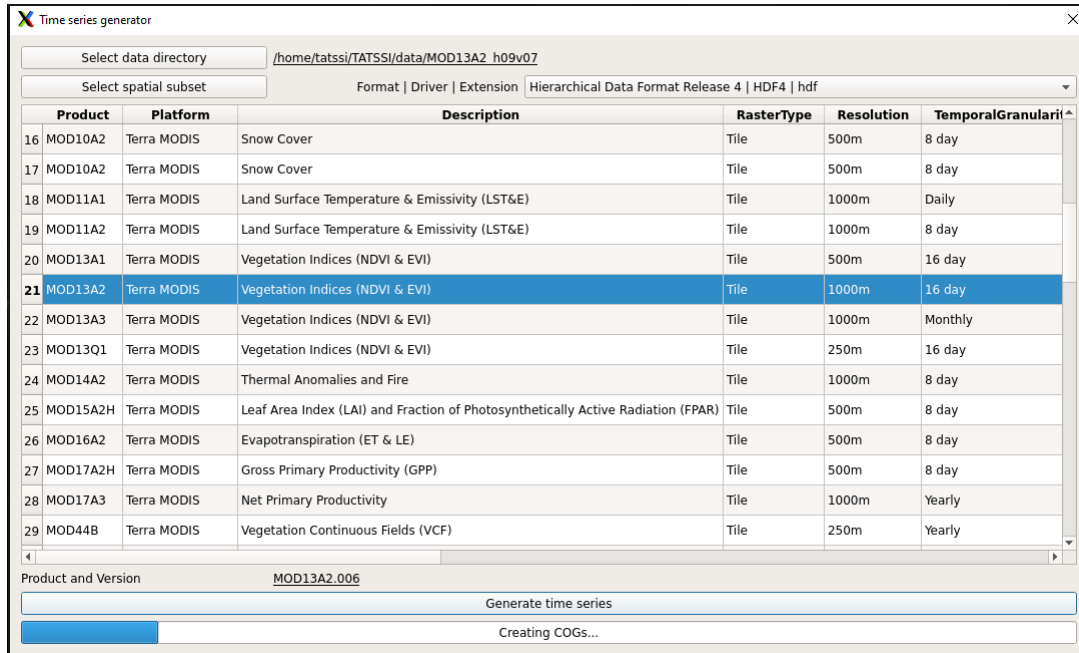 Time series generator
Select data directory /home/tatssi/TATSSI/data/MOD13A2_h09v07
Select spatial subset Format | Driver | Extension Hierarchical Data Format Release 4 | HDF4 | hdf
Product Platform Description RasterType Resolution TemporalGranularit
16 MOD10A2 Terra MODIS Snow Cover Tile 500m 8 day
17 MOD10A2 Terra MODIS Snow Cover Tile 500m 8 day
18 MOD11A1 Terra MODIS Land Surface Temperature & Emissivity (LST&E) Tile 1000m Daily
19 MOD11A2 Terra MODIS Land Surface Temperature & Emissivity (LST&E) Tile 1000m 8 day
20 MOD13A1 Terra MODIS Vegetation Indices (NDVI & EVI) Tile 500m 16 day
21 MOD13A2 Terra MODIS Vegetation Indices (NDVI & EVI) Tile 1000m 16 day
22 MOD13A3 Terra MODIS Vegetation Indices (NDVI & EVI) Tile 1000m Monthly
23 MOD13Q1 Terra MODIS Vegetation Indices (NDVI & EVI) Tile 250m 16 day
24 MOD14A2 Terra MODIS Thermal Anomalies and Fire Tile 1000m 8 day
25 MOD15A2H Terra MODIS Leaf Area Index (LAI) and Fraction of Photosynthetically Active Radiation (FPAR) Tile 500m 8 day
26 MOD16A2 Terra MODIS Evapotranspiration (ET & LE) Tile 500m 8 day
27 MOD17A2H Terra MODIS Gross Primary Productivity (GPP) Tile 500m 8 day
28 MOD17A3 Terra MODIS Net Primary Productivity Tile 1000m Yearly
29 MOD44B Terra MODIS Vegetation Continuous Fields (VCF) Tile 250m Yearly
Product and Version MOD13A2.006
Generate time series
Creating COGs...